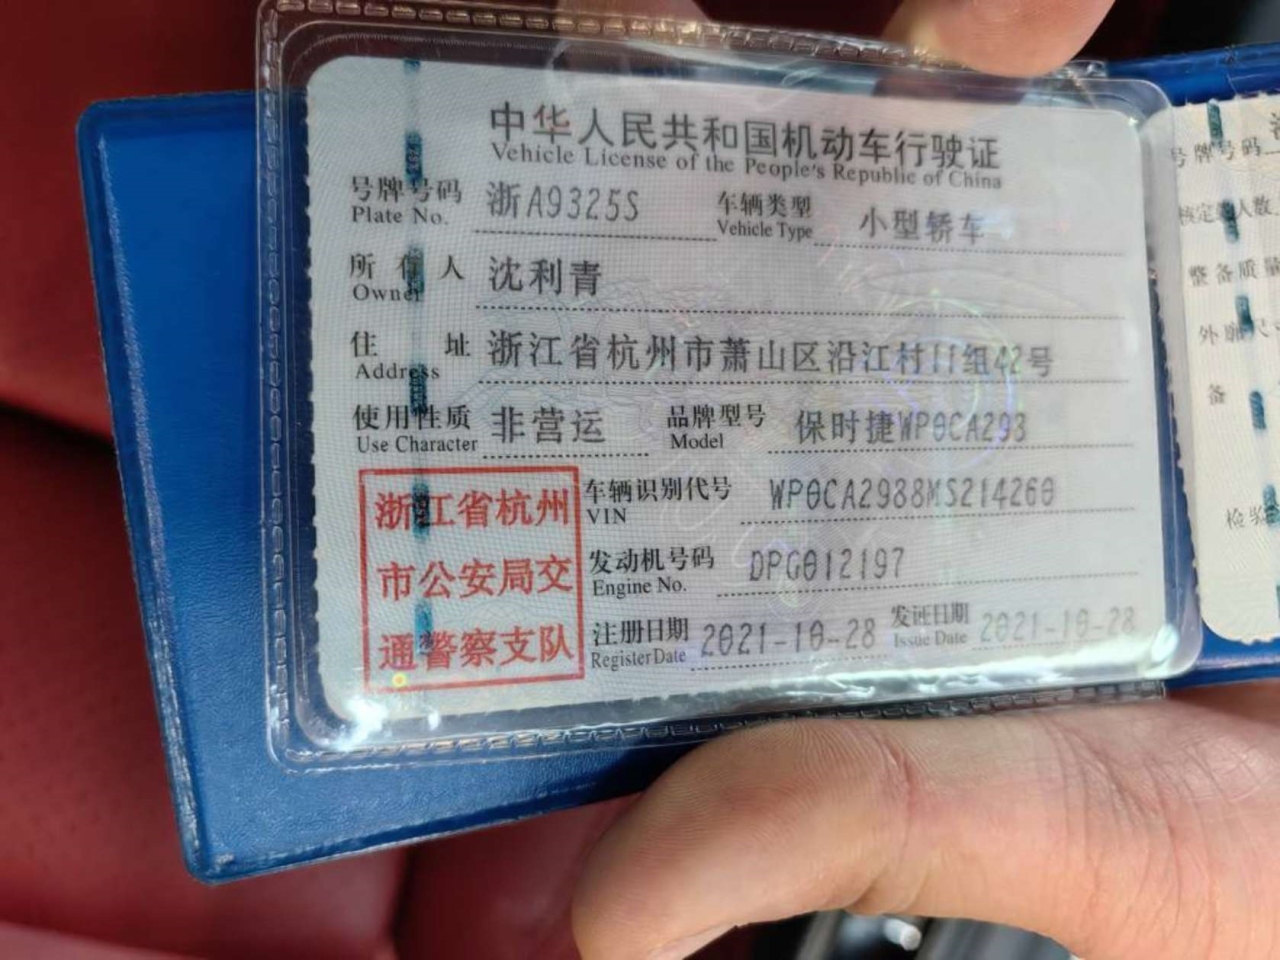 中华人民共和国机动车行驶证
Vehicle License of the People's Republic of China
号牌号码 浙A9325S 车辆类型 小型轿车
Plate No. Vehicle Type
所有人 沈利青
Owner
住址 浙江省杭州市萧山区沿江村11组42号
Address
使用性质 非营运 品牌型号 保时捷WP0CA293
Use Character Model
车辆识别代号 WP0CA2988MS214260
VIN
发动机号码 DPG012197
Engine No.
注册日期 2021-10-28 发证日期 2021-10-28
Register Date Issue Date
浙江省杭州
市公安局交
通警察支队
号牌号码
核定 人数
整备质量
外廓尺
备
检验